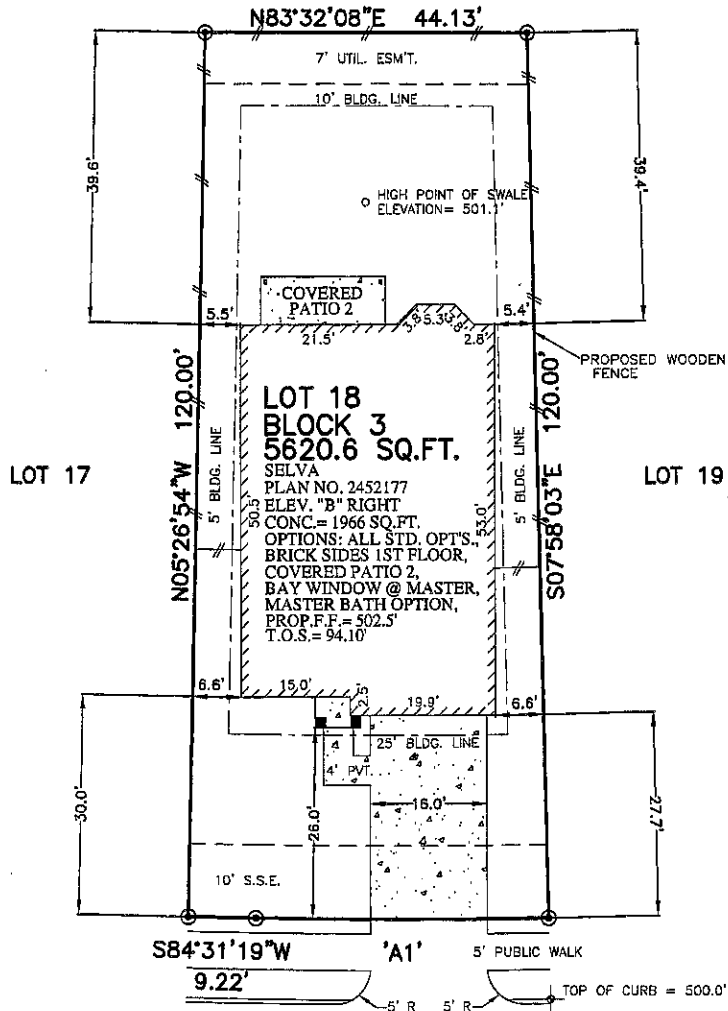 N83°32'08"E 44.13'
7' UTIL. ESM'T.
10' BLDG. LINE
39.6'
39.4'
HIGH POINT OF SWALE
ELEVATION= 501.1'
COVERED
PATIO 2
5.5'
21.5'
3.8'
5.3'
3.8'
2.8'
5.4'
PROPOSED WOODEN
FENCE
LOT 17
N05°26'54"W 120.00'
5' BLDG. LINE
50.5'
LOT 18
BLOCK 3
5620.6 SQ.FT.
SELVA
PLAN NO. 2452177
ELEV. "B" RIGHT
CONC.= 1966 SQ.FT.
OPTIONS: ALL STD. OPT'S.,
BRICK SIDES 1ST FLOOR,
COVERED PATIO 2,
BAY WINDOW @ MASTER,
MASTER BATH OPTION,
PROP.F.F.= 502.5'
T.O.S.= 94.10'
53.0'
5' BLDG. LINE
S07°58'03"E 120.00'
LOT 19
6.6'
15.0'
2.5'
19.9'
6.6'
25' BLDG. LINE
4' PVT.
30.0'
26.0'
16.0'
27.7'
10' S.S.E.
S84°31'19"W
9.22'
'A1'
5' PUBLIC WALK
5' R
5' R
TOP OF CURB = 500.0'